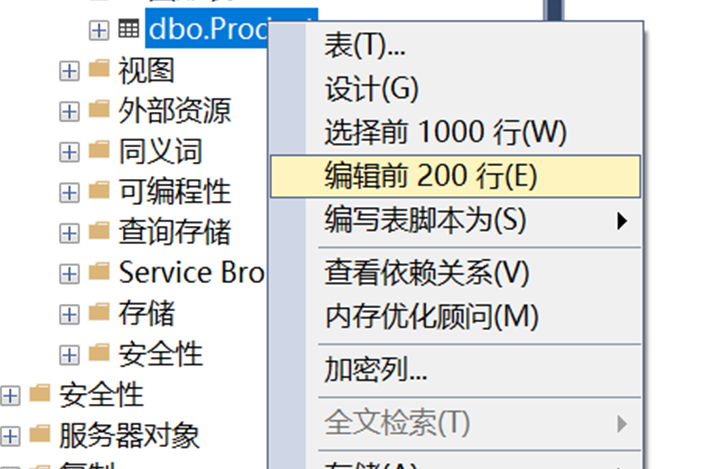 dbo.Proj
视图
外部资源
同义词
可编程性
查询存储
Service Bro
存储
安全性
安全性
服务器对象
表(T)...
设计(G)
选择前 1000 行(W)
编辑前 200 行(E)
编写表脚本为(S)
查看依赖关系(V)
内存优化顾问(M)
加密列...
全文检索(T)